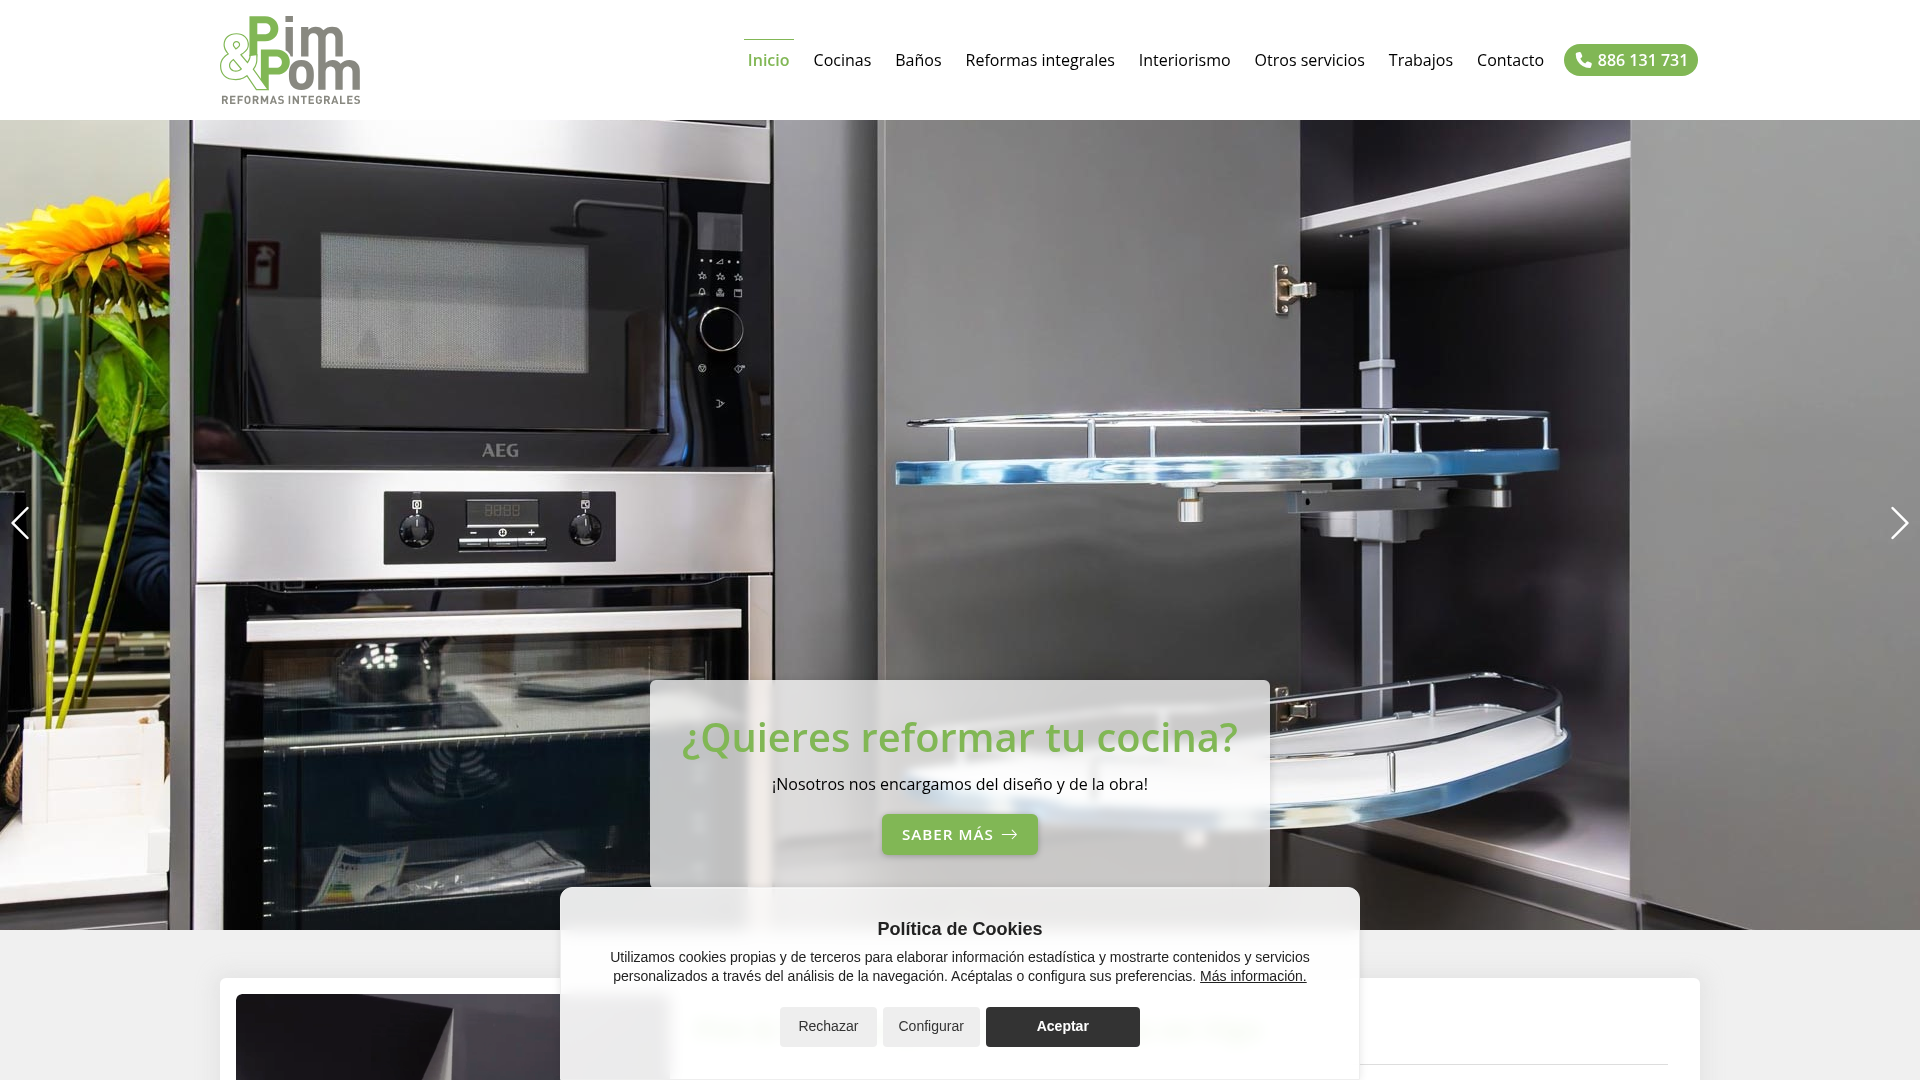 Pim
&Pom
REFORMAS INTEGRALES
Inicio
Cocinas
Baños
Reformas integrales
Interiorismo
Otros servicios
Trabajos
Contacto
886 131 731
AEG
¿Quieres reformar tu cocina?
¡Nosotros nos encargamos del diseño y de la obra!
SABER MÁS
Política de Cookies
Utilizamos cookies propias y de terceros para elaborar información estadística y mostrarte contenidos y servicios
personalizados a través del análisis de la navegación. Acéptalas o configura sus preferencias. Más información.
Rechazar
Configurar
Aceptar